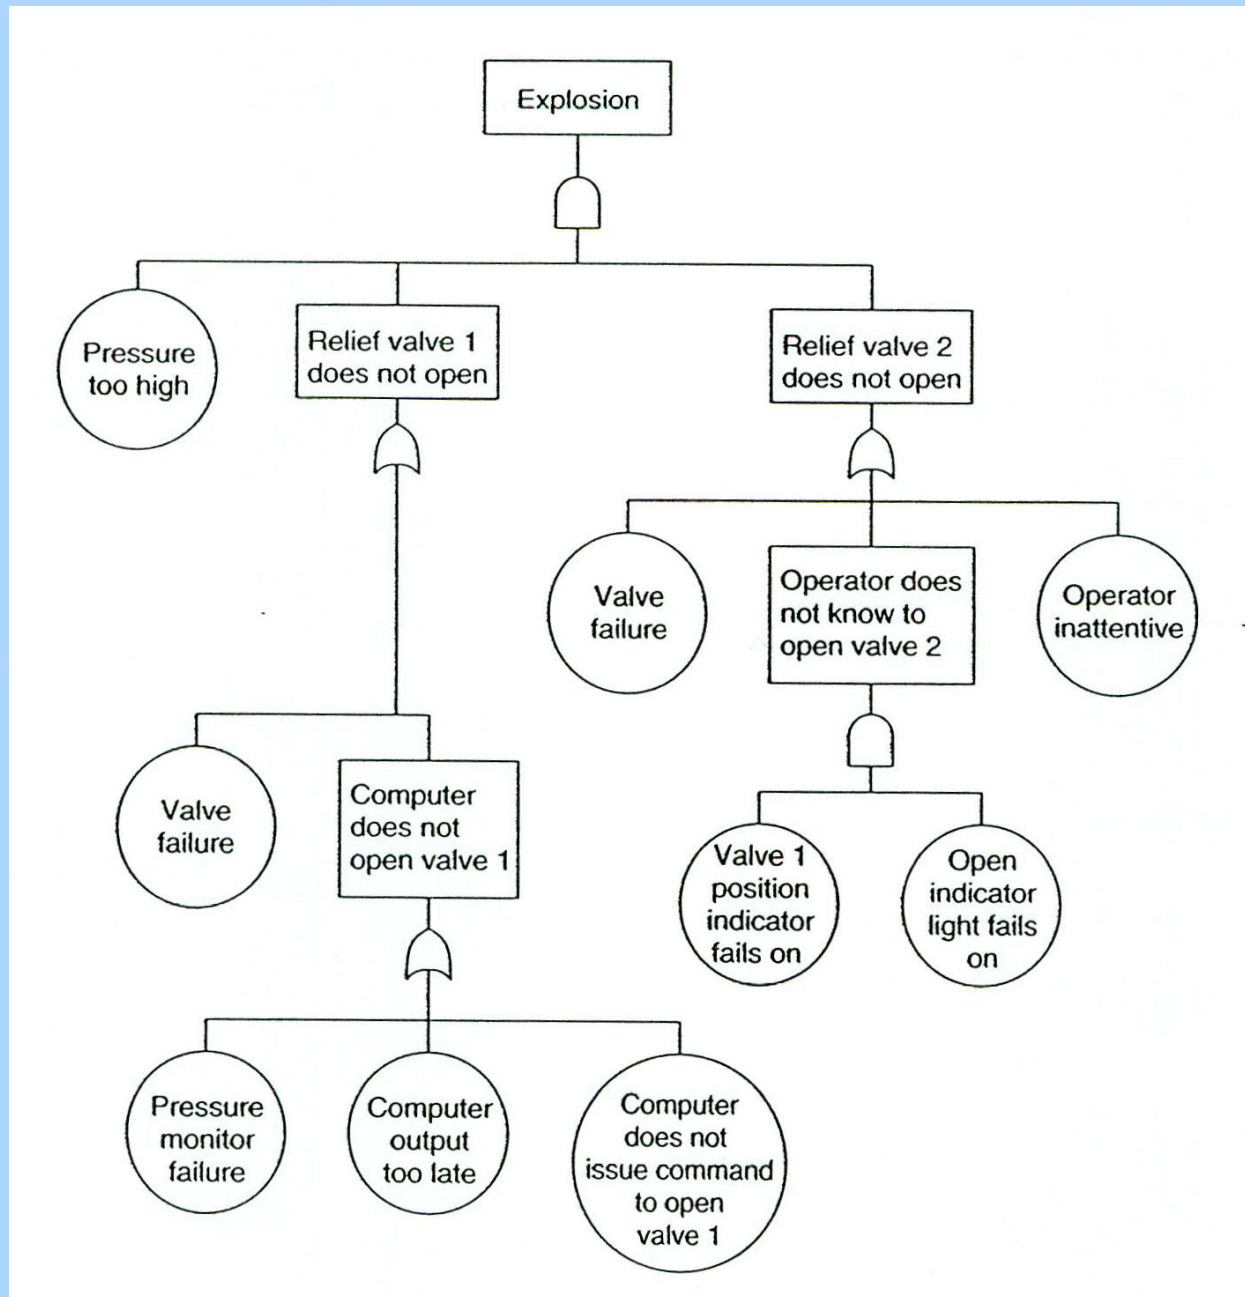 Explosion
Pressure
too high
Relief valve 1
does not open
Relief valve 2
does not open
Valve
failure
Operator does
not know to
open valve 2
Operator
inattentive
Valve
failure
Computer
does not
open valve 1
Valve 1
position
indicator
fails on
Open
indicator
light fails
on
Pressure
monitor
failure
Computer
output
too late
Computer
does not
issue command
to open
valve 1